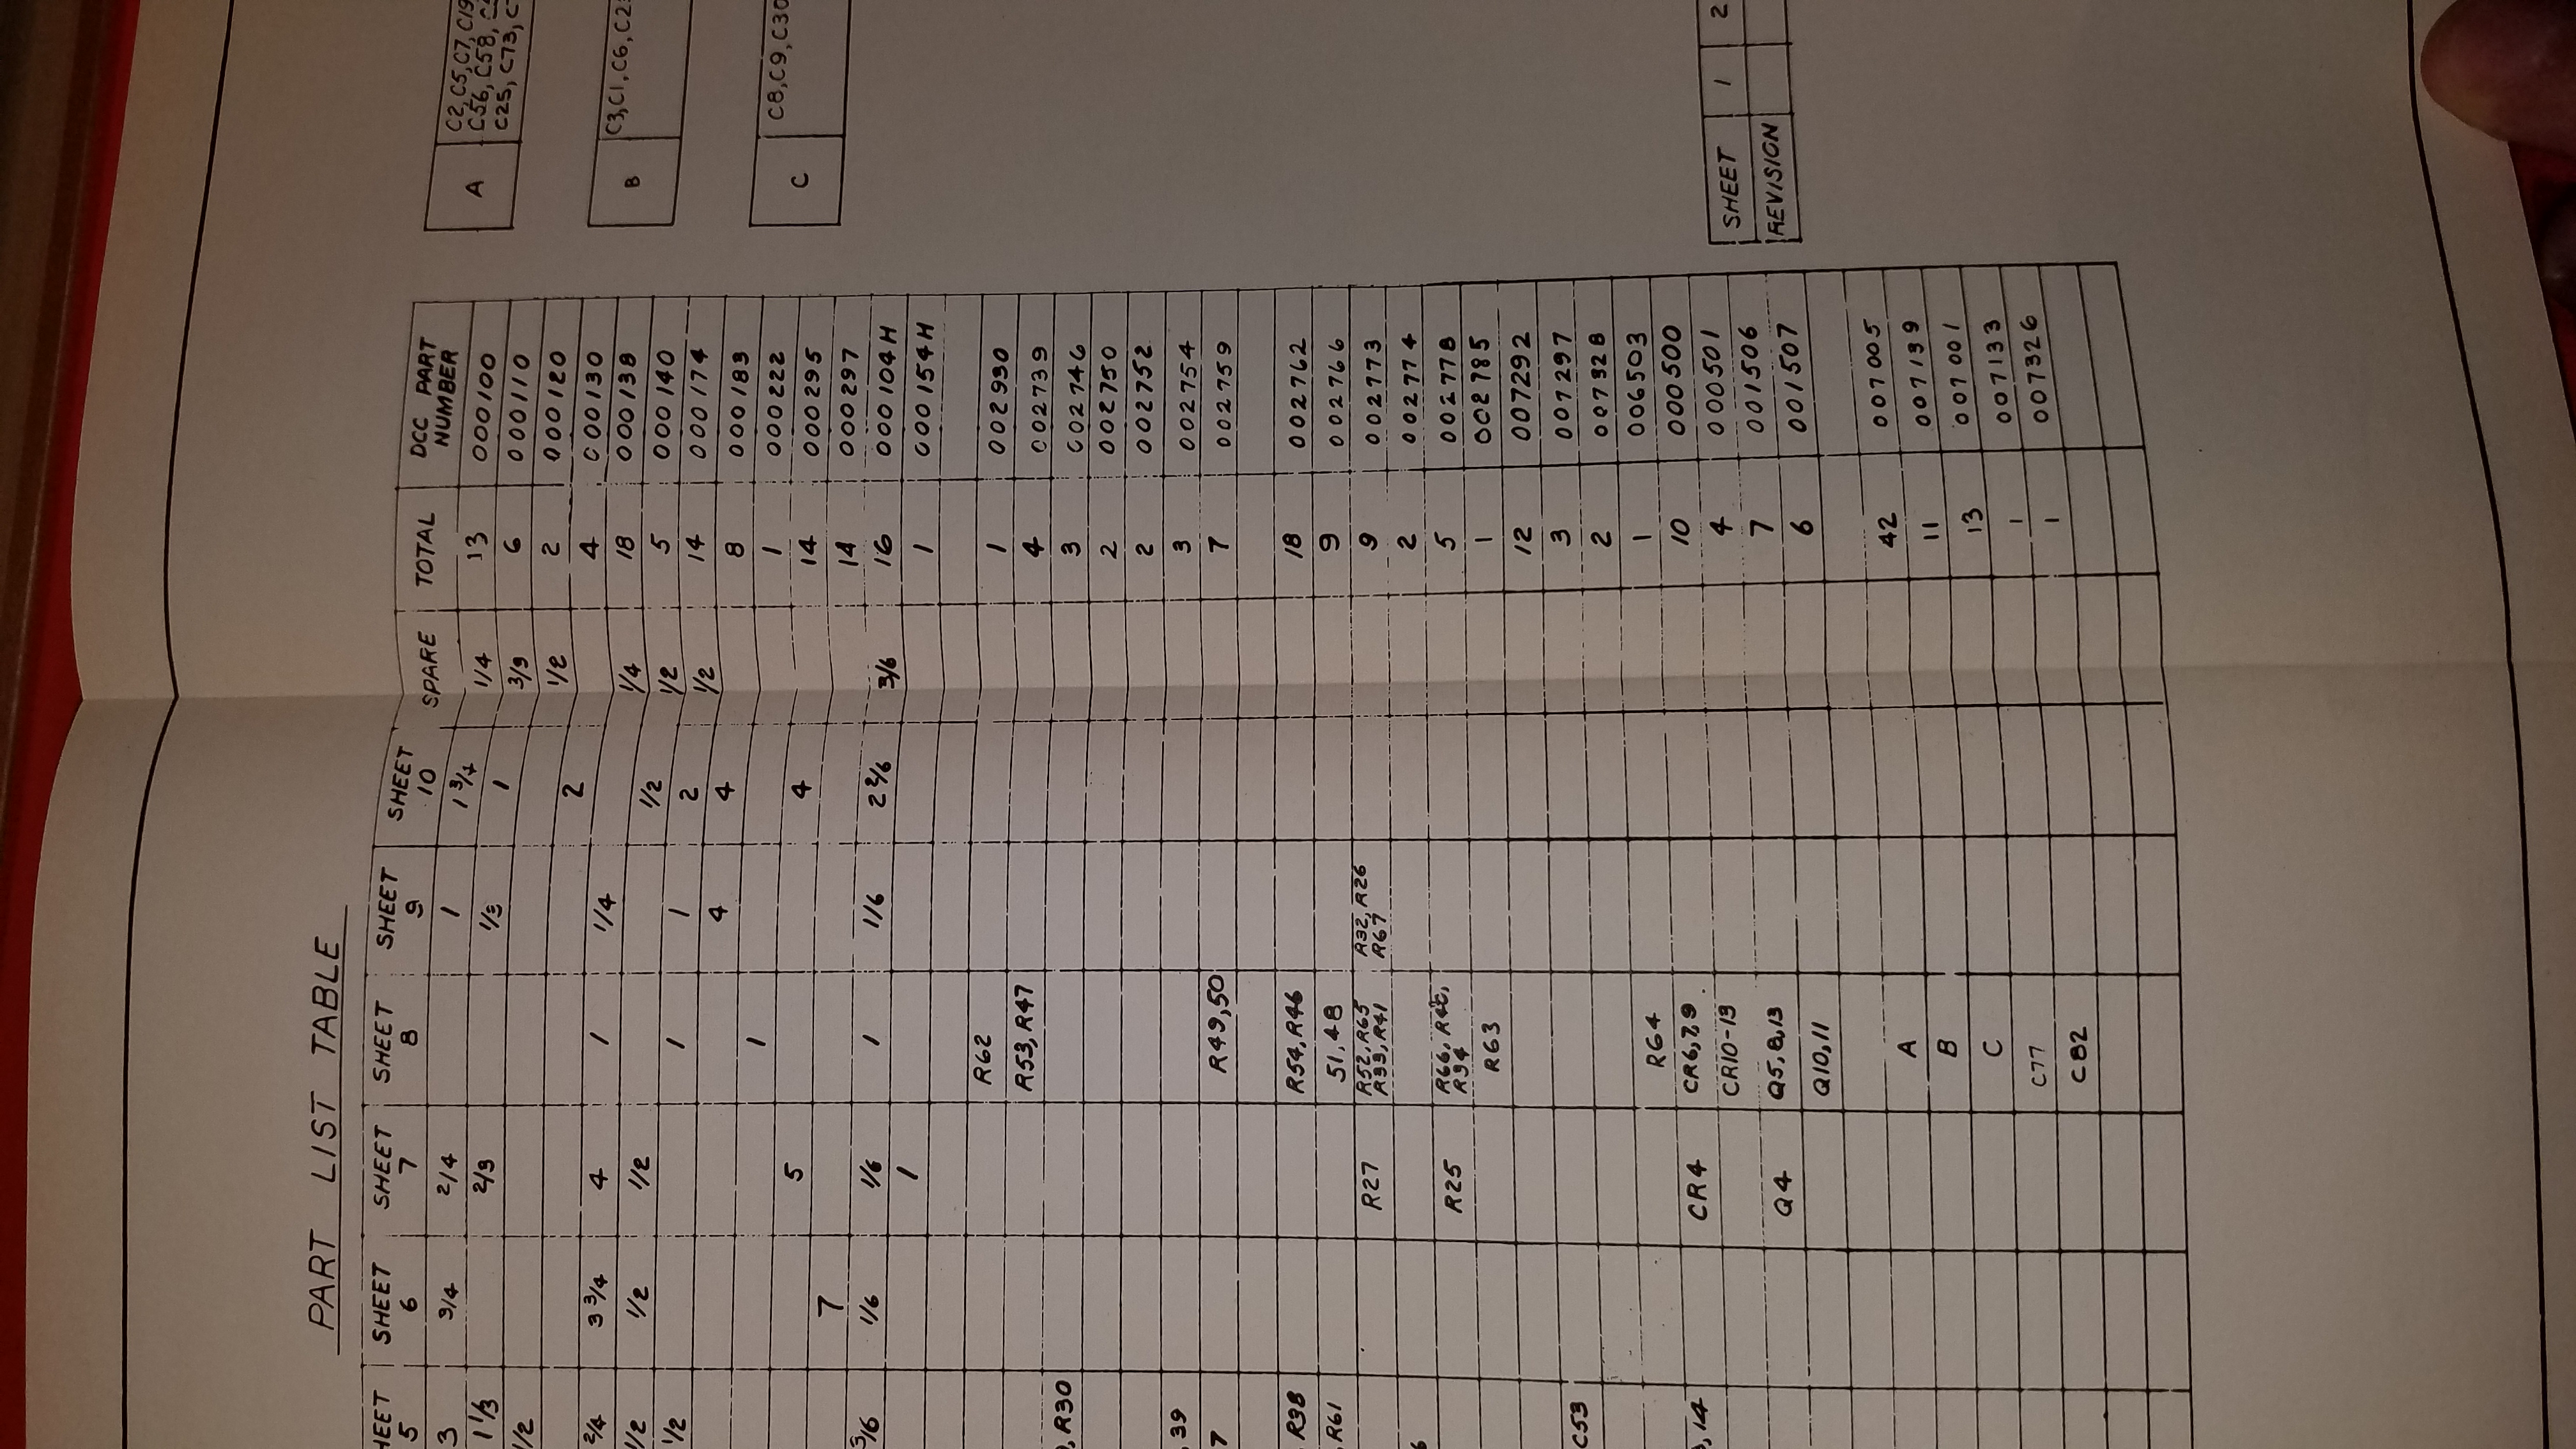 PART LIST TABLE
HEET 5 SHEET 6 SHEET 7 SHEET 8 SHEET 9 SHEET 10 SPARE TOTAL DCC PART NUMBER
3 3/4 2/4 1 1 3/4 1/4 13 000100
1 1/3 2/3 1/3 1 3/3 6 000110
1/2 1/2 2 000120
2 4 000130
2/4 3 3/4 4 1 1/4 1/4 18 000138
1/2 1/2 1/2 1/2 1/2 5 000140
1/2 1 1 2 1/2 14 000174
4 4 8 000183
1 1 000222
5 4 14 000295
7 14 000297
3/6 1/6 1/6 1 1/6 2 2/6 3/6 16 000104H
1 1 000154H
R62 1 002930
R53, R47 4 002739
, R30 3 002746
2 002750
2 002752
, 39 3 002754
7 R49,50 7 002759
, R38 R54, R46 18 002762
, R61 51,48 9 002766
R27 R52, R65 R33, R41 R32, R26 R67 9 002773
6 2 002774
R25 R66, R34 5 002778
R63 1 002785
12 007292
C53 3 007297
2 007328
R64 1 006503
,14 CR4 CR6,7,9 10 000500
CR10-13 4 000501
Q4 Q5,8,13 7 001506
Q10,11 6 001507
A 42 007005
B 11 007139
C 13 007001
C77 1 007133
C82 1 007326
A C2, C5, C7, C19
C56, C58,
C25, C73, C7
B C3, C1, C6, C2
C C8, C9, C30
SHEET 1 2
REVISION